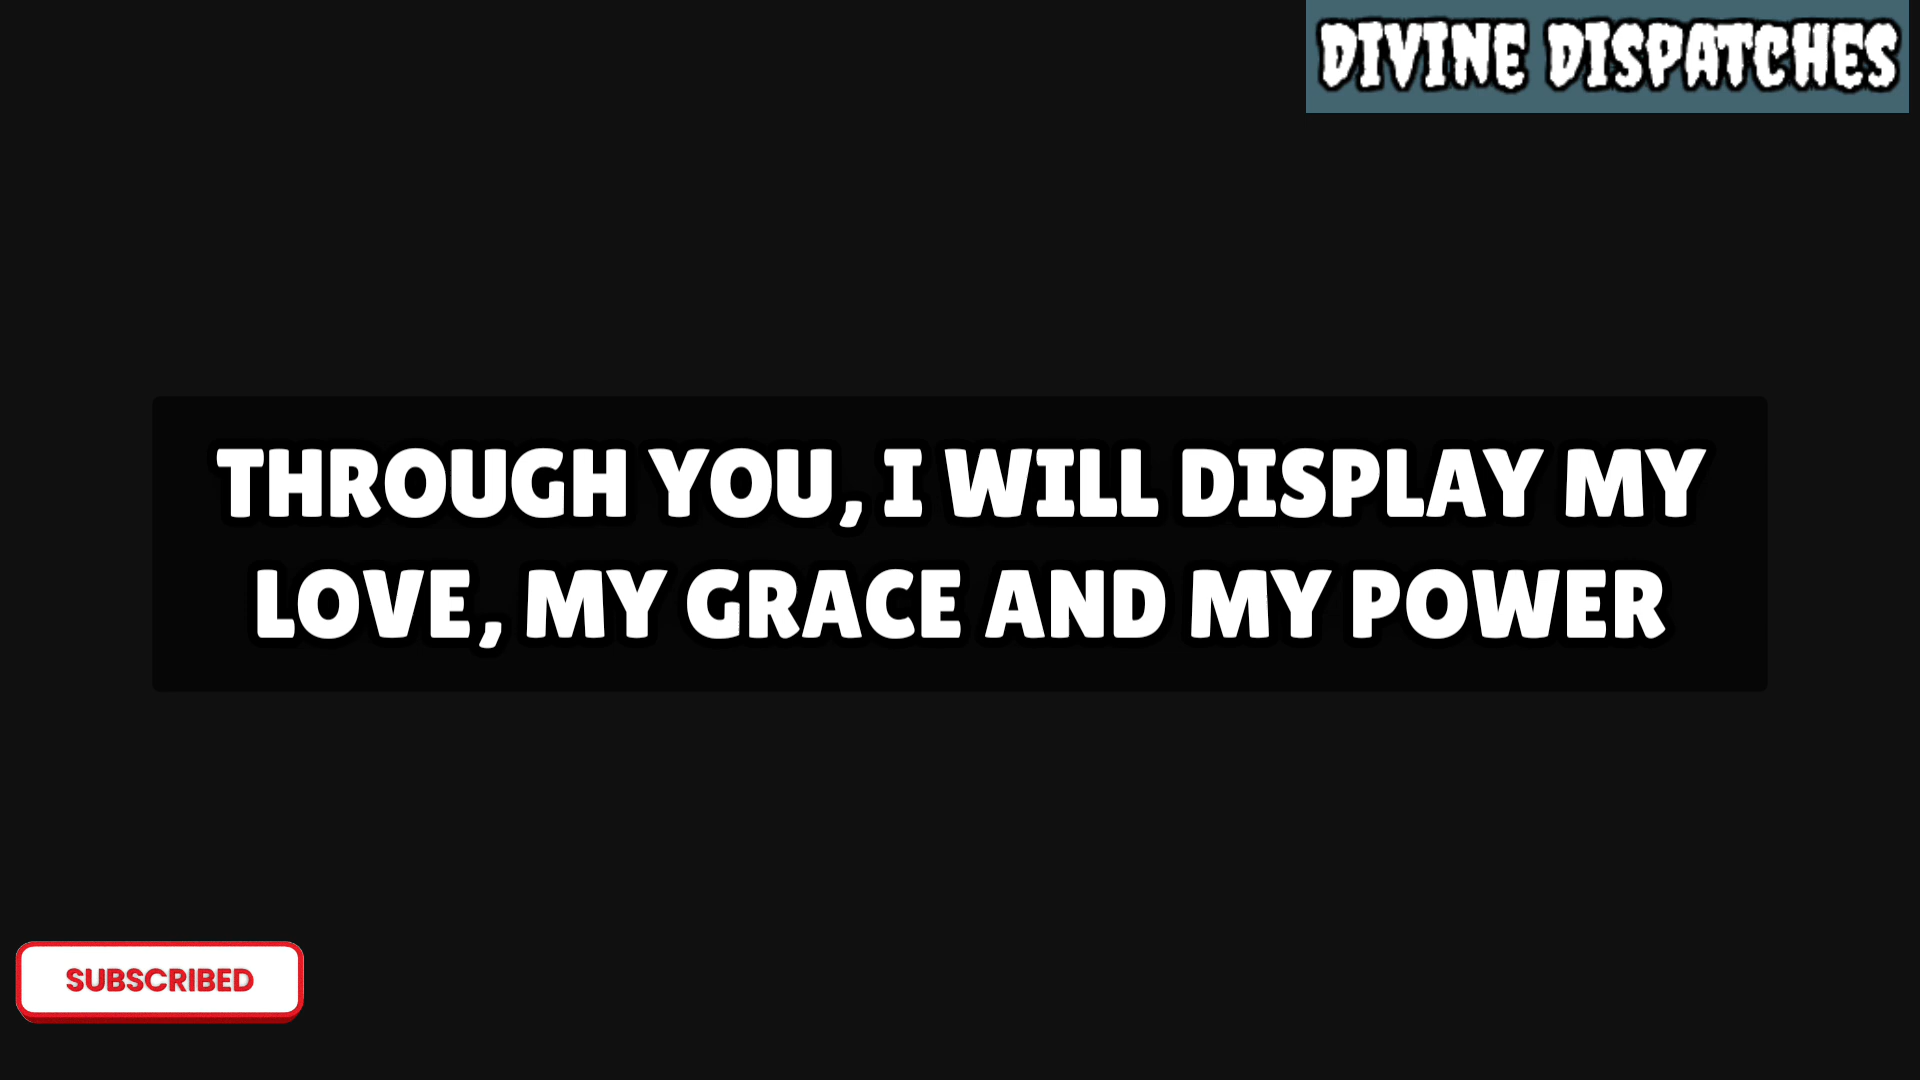 DIVINE DISPATCHES
THROUGH YOU, I WILL DISPLAY MY
LOVE, MY GRACE AND MY POWER
SUBSCRIBED